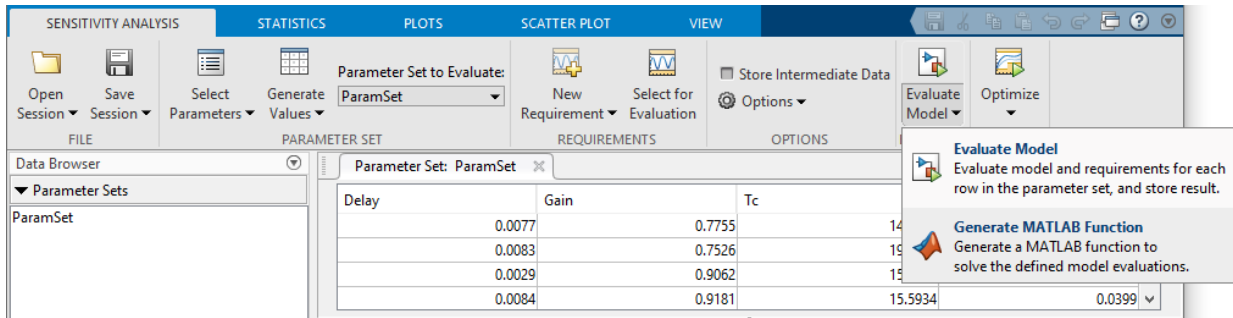 SENSITIVITY ANALYSIS STATISTICS PLOTS SCATTER PLOT VIEW
Open Session Save Session Select Parameters Generate Values Parameter Set to Evaluate: ParamSet New Requirement Select for Evaluation Store Intermediate Data Options Evaluate Model Optimize
FILE PARAMETER SET REQUIREMENTS OPTIONS
Data Browser Parameter Set: ParamSet
Parameter Sets
ParamSet
Delay Gain Tc
0.0077 0.7755
0.0083 0.7526
0.0029 0.9062
0.0084 0.9181 15.5934 0.0399
Evaluate Model
Evaluate model and requirements for each
row in the parameter set, and store result.
Generate MATLAB Function
Generate a MATLAB function to
solve the defined model evaluations.